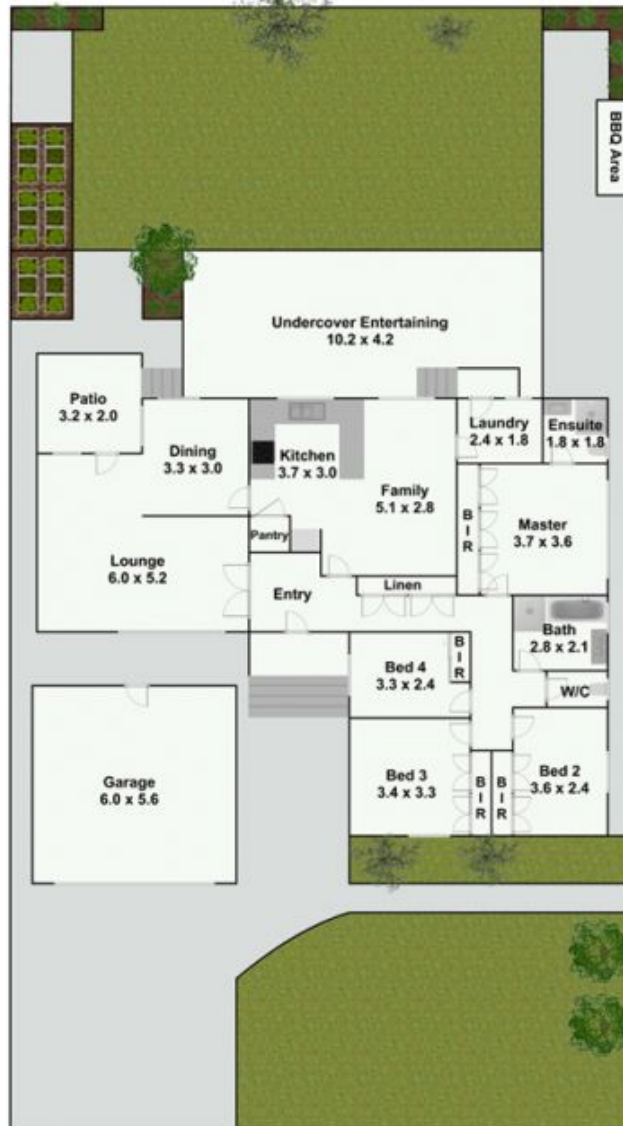 BBQ Area
Undercover Entertaining
10.2 x 4.2
Patio
3.2 x 2.0
Dining
3.3 x 3.0
Kitchen
3.7 x 3.0
Laundry
2.4 x 1.8
Ensuite
1.8 x 1.8
Family
5.1 x 2.8
BIR
Master
3.7 x 3.6
Pantry
Lounge
6.0 x 5.2
Entry
Linen
Bath
2.8 x 2.1
Bed 4
3.3 x 2.4
BIR
W/C
Garage
6.0 x 5.6
Bed 3
3.4 x 3.3
BIR
BIR
Bed 2
3.6 x 2.4